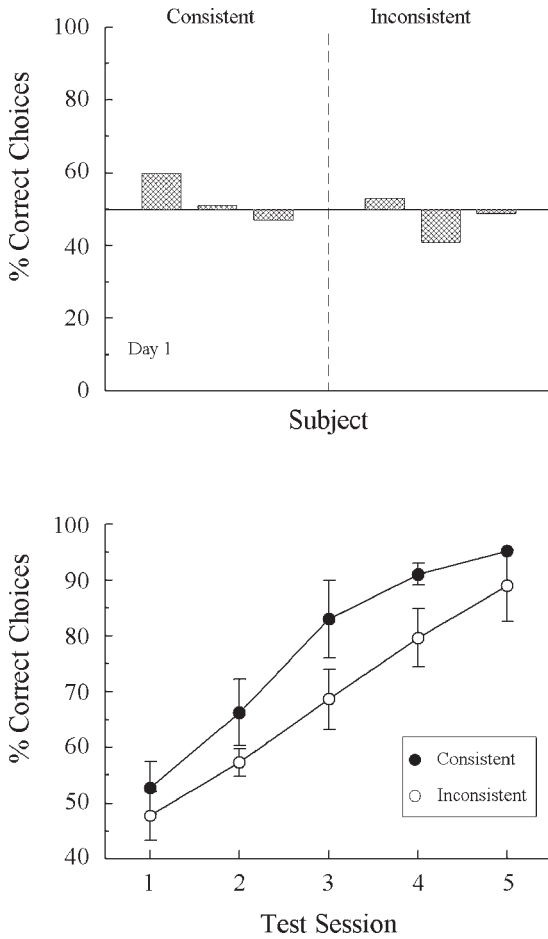 100
Consistent
Inconsistent
80
60
40
20
0
% Correct Choices
Day 1
Subject
100
90
80
70
60
50
40
% Correct Choices
Consistent
Inconsistent
1 2 3 4 5
Test Session